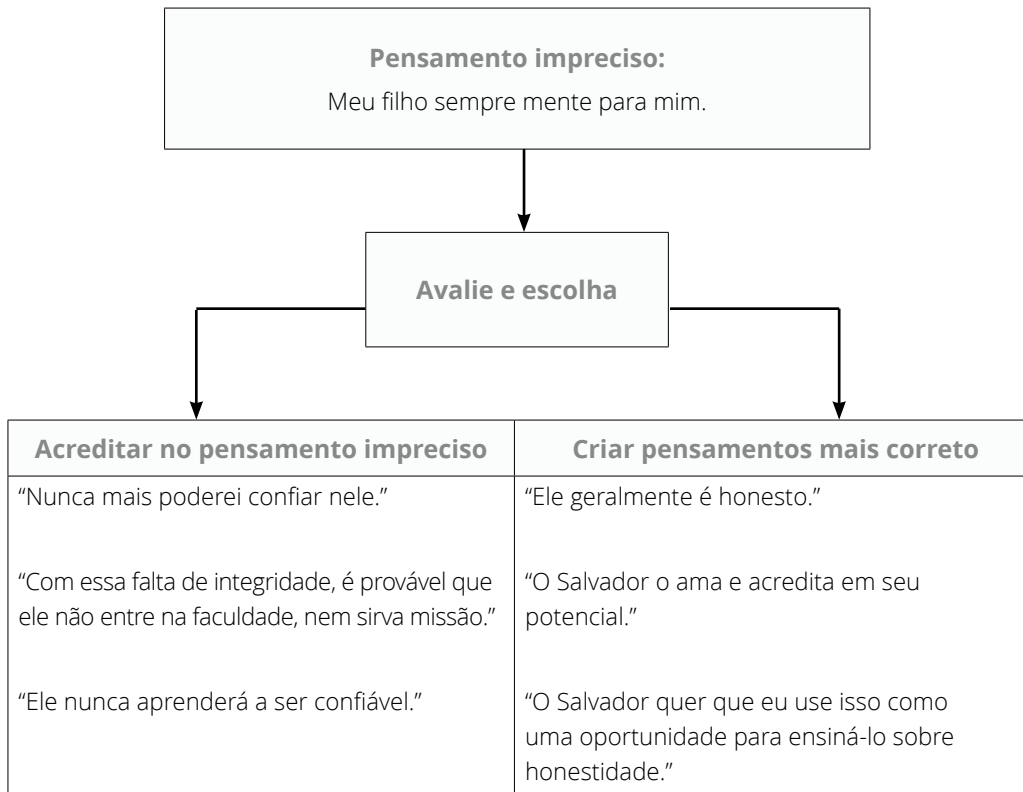 Pensamento impreciso:
Meu filho sempre mente para mim.
Avalie e escolha
Acreditar no pensamento impreciso
“Nunca mais poderei confiar nele.”
“Com essa falta de integridade, é provável que
ele não entre na faculdade, nem sirva missão.”
“Ele nunca aprenderá a ser confiável.”
Criar pensamentos mais correto
“Ele geralmente é honesto.”
“O Salvador o ama e acredita em seu
potencial.”
“O Salvador quer que eu use isso como
uma oportunidade para ensiná-lo sobre
honestidade.”